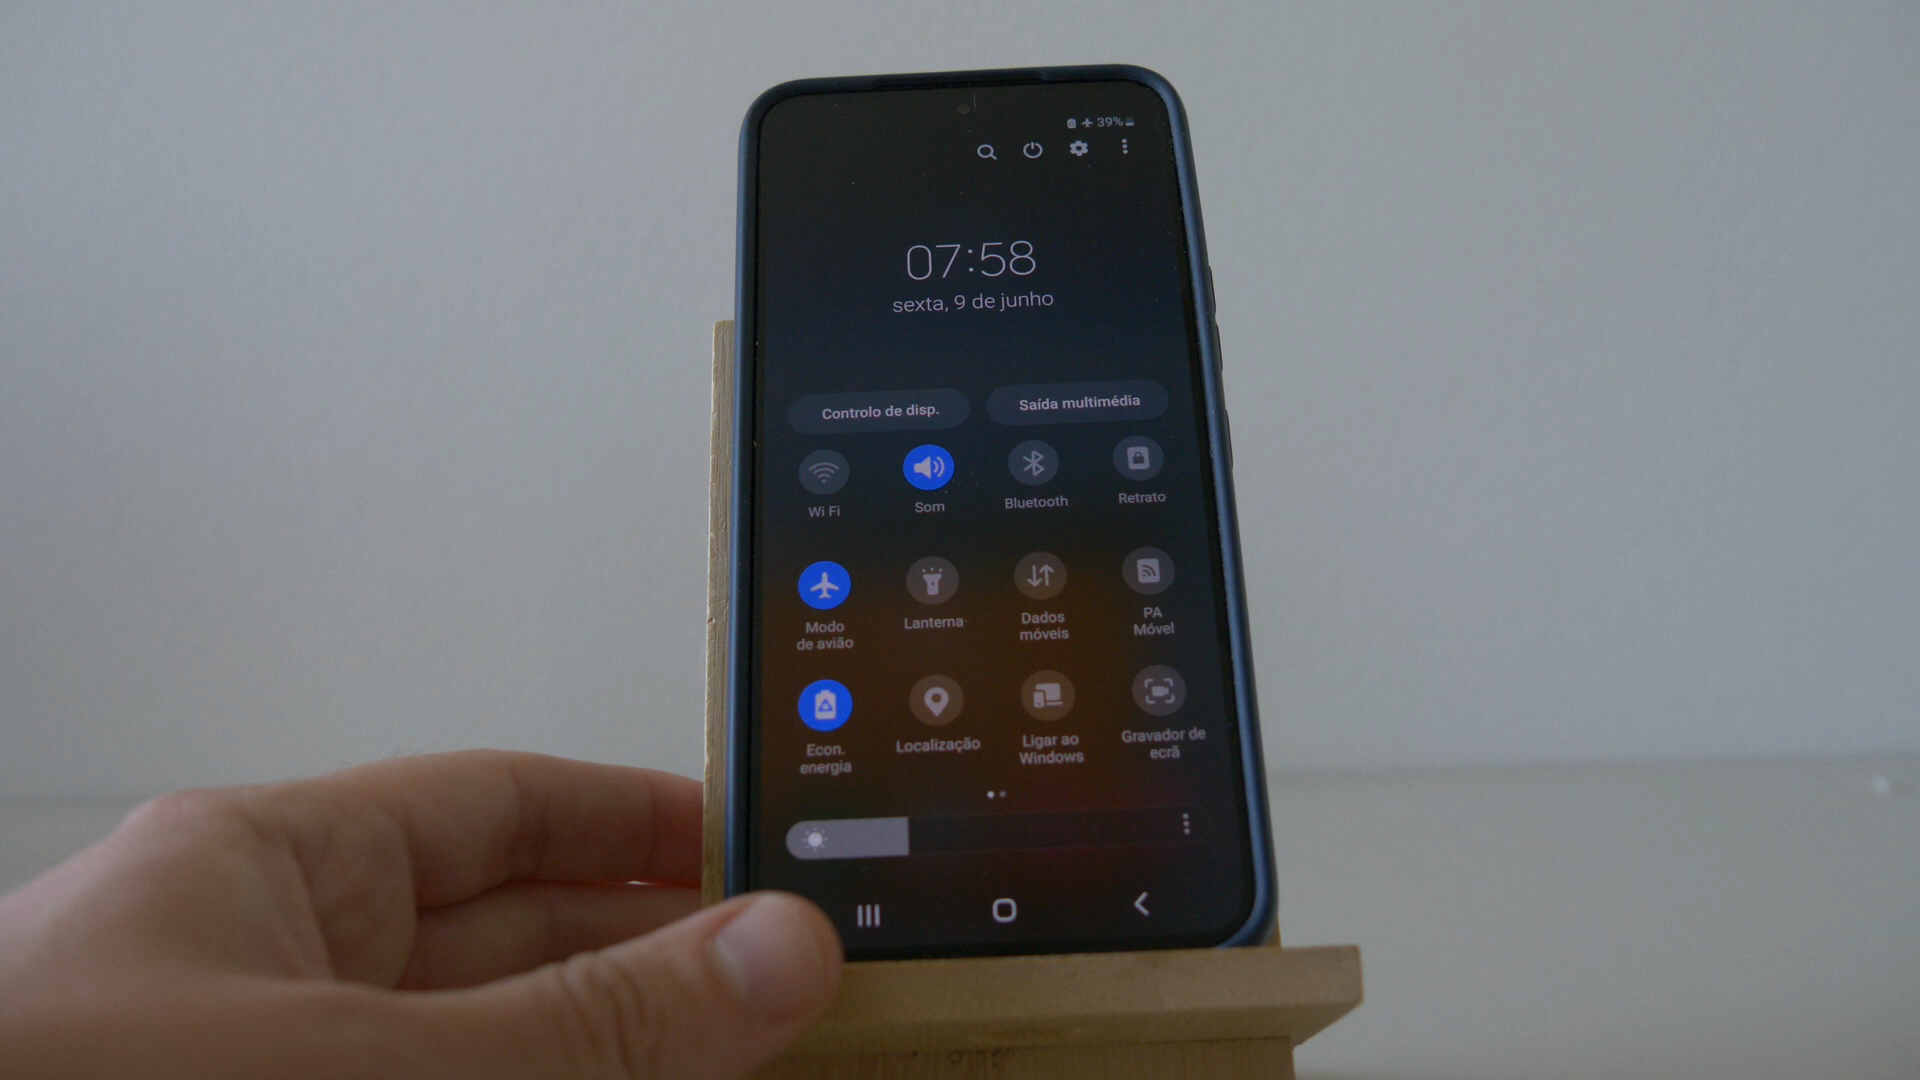 39%
07:58
sexta, 9 de junho
Controlo de disp.
Saída multimédia
Wi Fi
Som
Bluetooth
Retrato
Modo
de avião
Lanterna
Dados
móveis
PA
Móvel
Econ.
energia
Localização
Ligar ao
Windows
Gravador de
ecrã